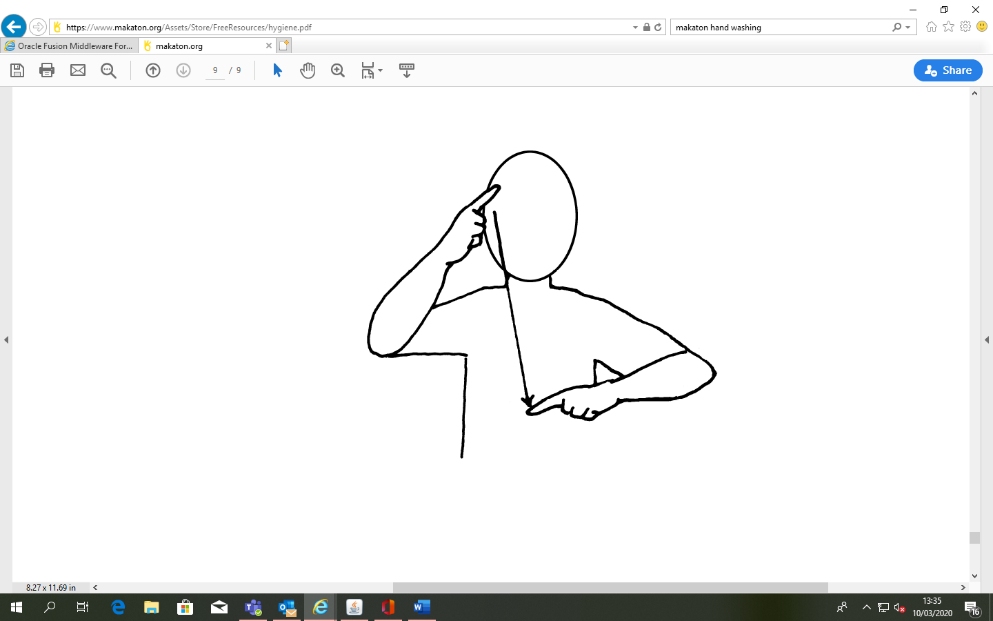 https://www.makaton.org/Assets/Store/FreeResources/hygiene.pdf
makaton hand washing
Oracle Fusion Middleware For...
makaton.org
9 / 9
Share
8.27 x 11.69 in
13:35
10/03/2020
16